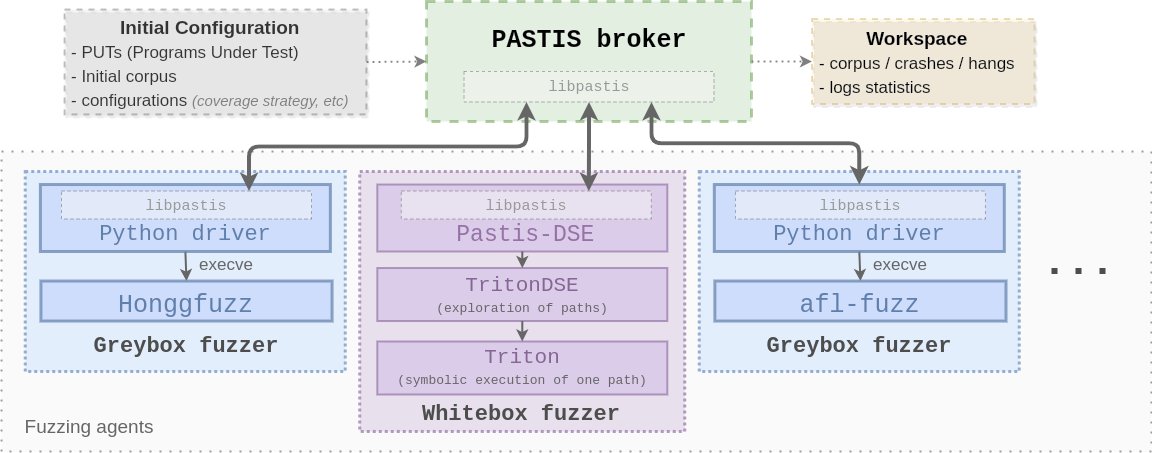 Initial Configuration
- PUTs (Programs Under Test)
- Initial corpus
- configurations (coverage strategy, etc)
PASTIS broker
libpastis
Workspace
- corpus / crashes / hangs
- logs statistics
libpastis
Python driver
execve
Honggfuzz
Greybox fuzzer
libpastis
Pastis-DSE
TritonDSE
(exploration of paths)
Triton
(symbolic execution of one path)
Whitebox fuzzer
libpastis
Python driver
execve
afl-fuzz
Greybox fuzzer
...
Fuzzing agents